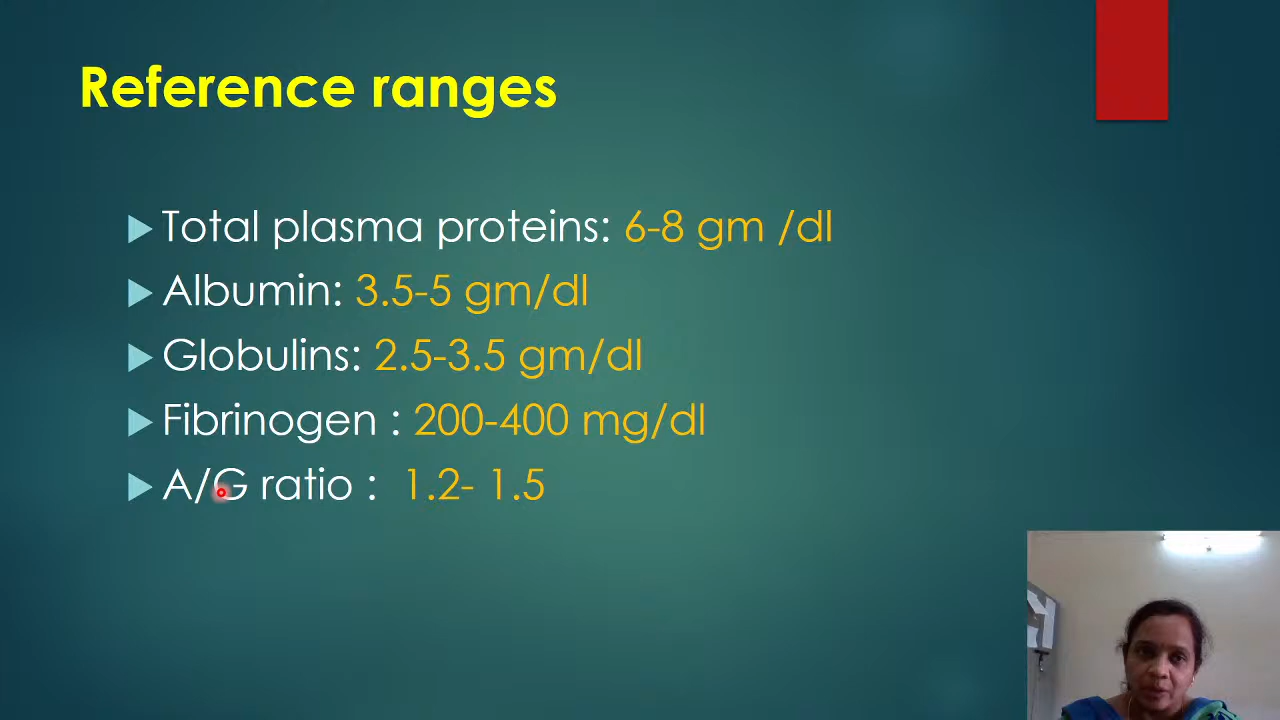 Reference ranges
Total plasma proteins: 6-8 gm /dl
Albumin: 3.5-5 gm/dl
Globulins: 2.5-3.5 gm/dl
Fibrinogen : 200-400 mg/dl
A/G ratio : 1.2- 1.5